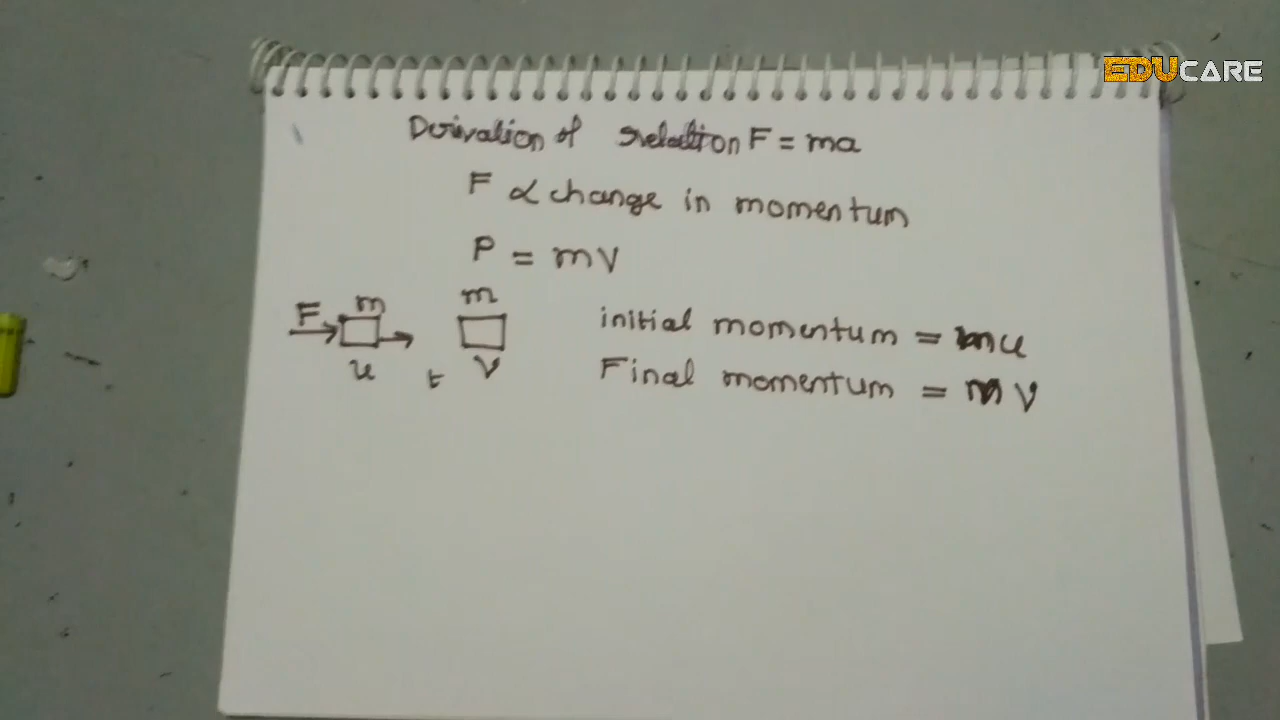 EDUCARE
Derivation of relation F = ma
F ∝ change in momentum
P = mv
F m m
u t v
initial momentum = mu
Final momentum = mv